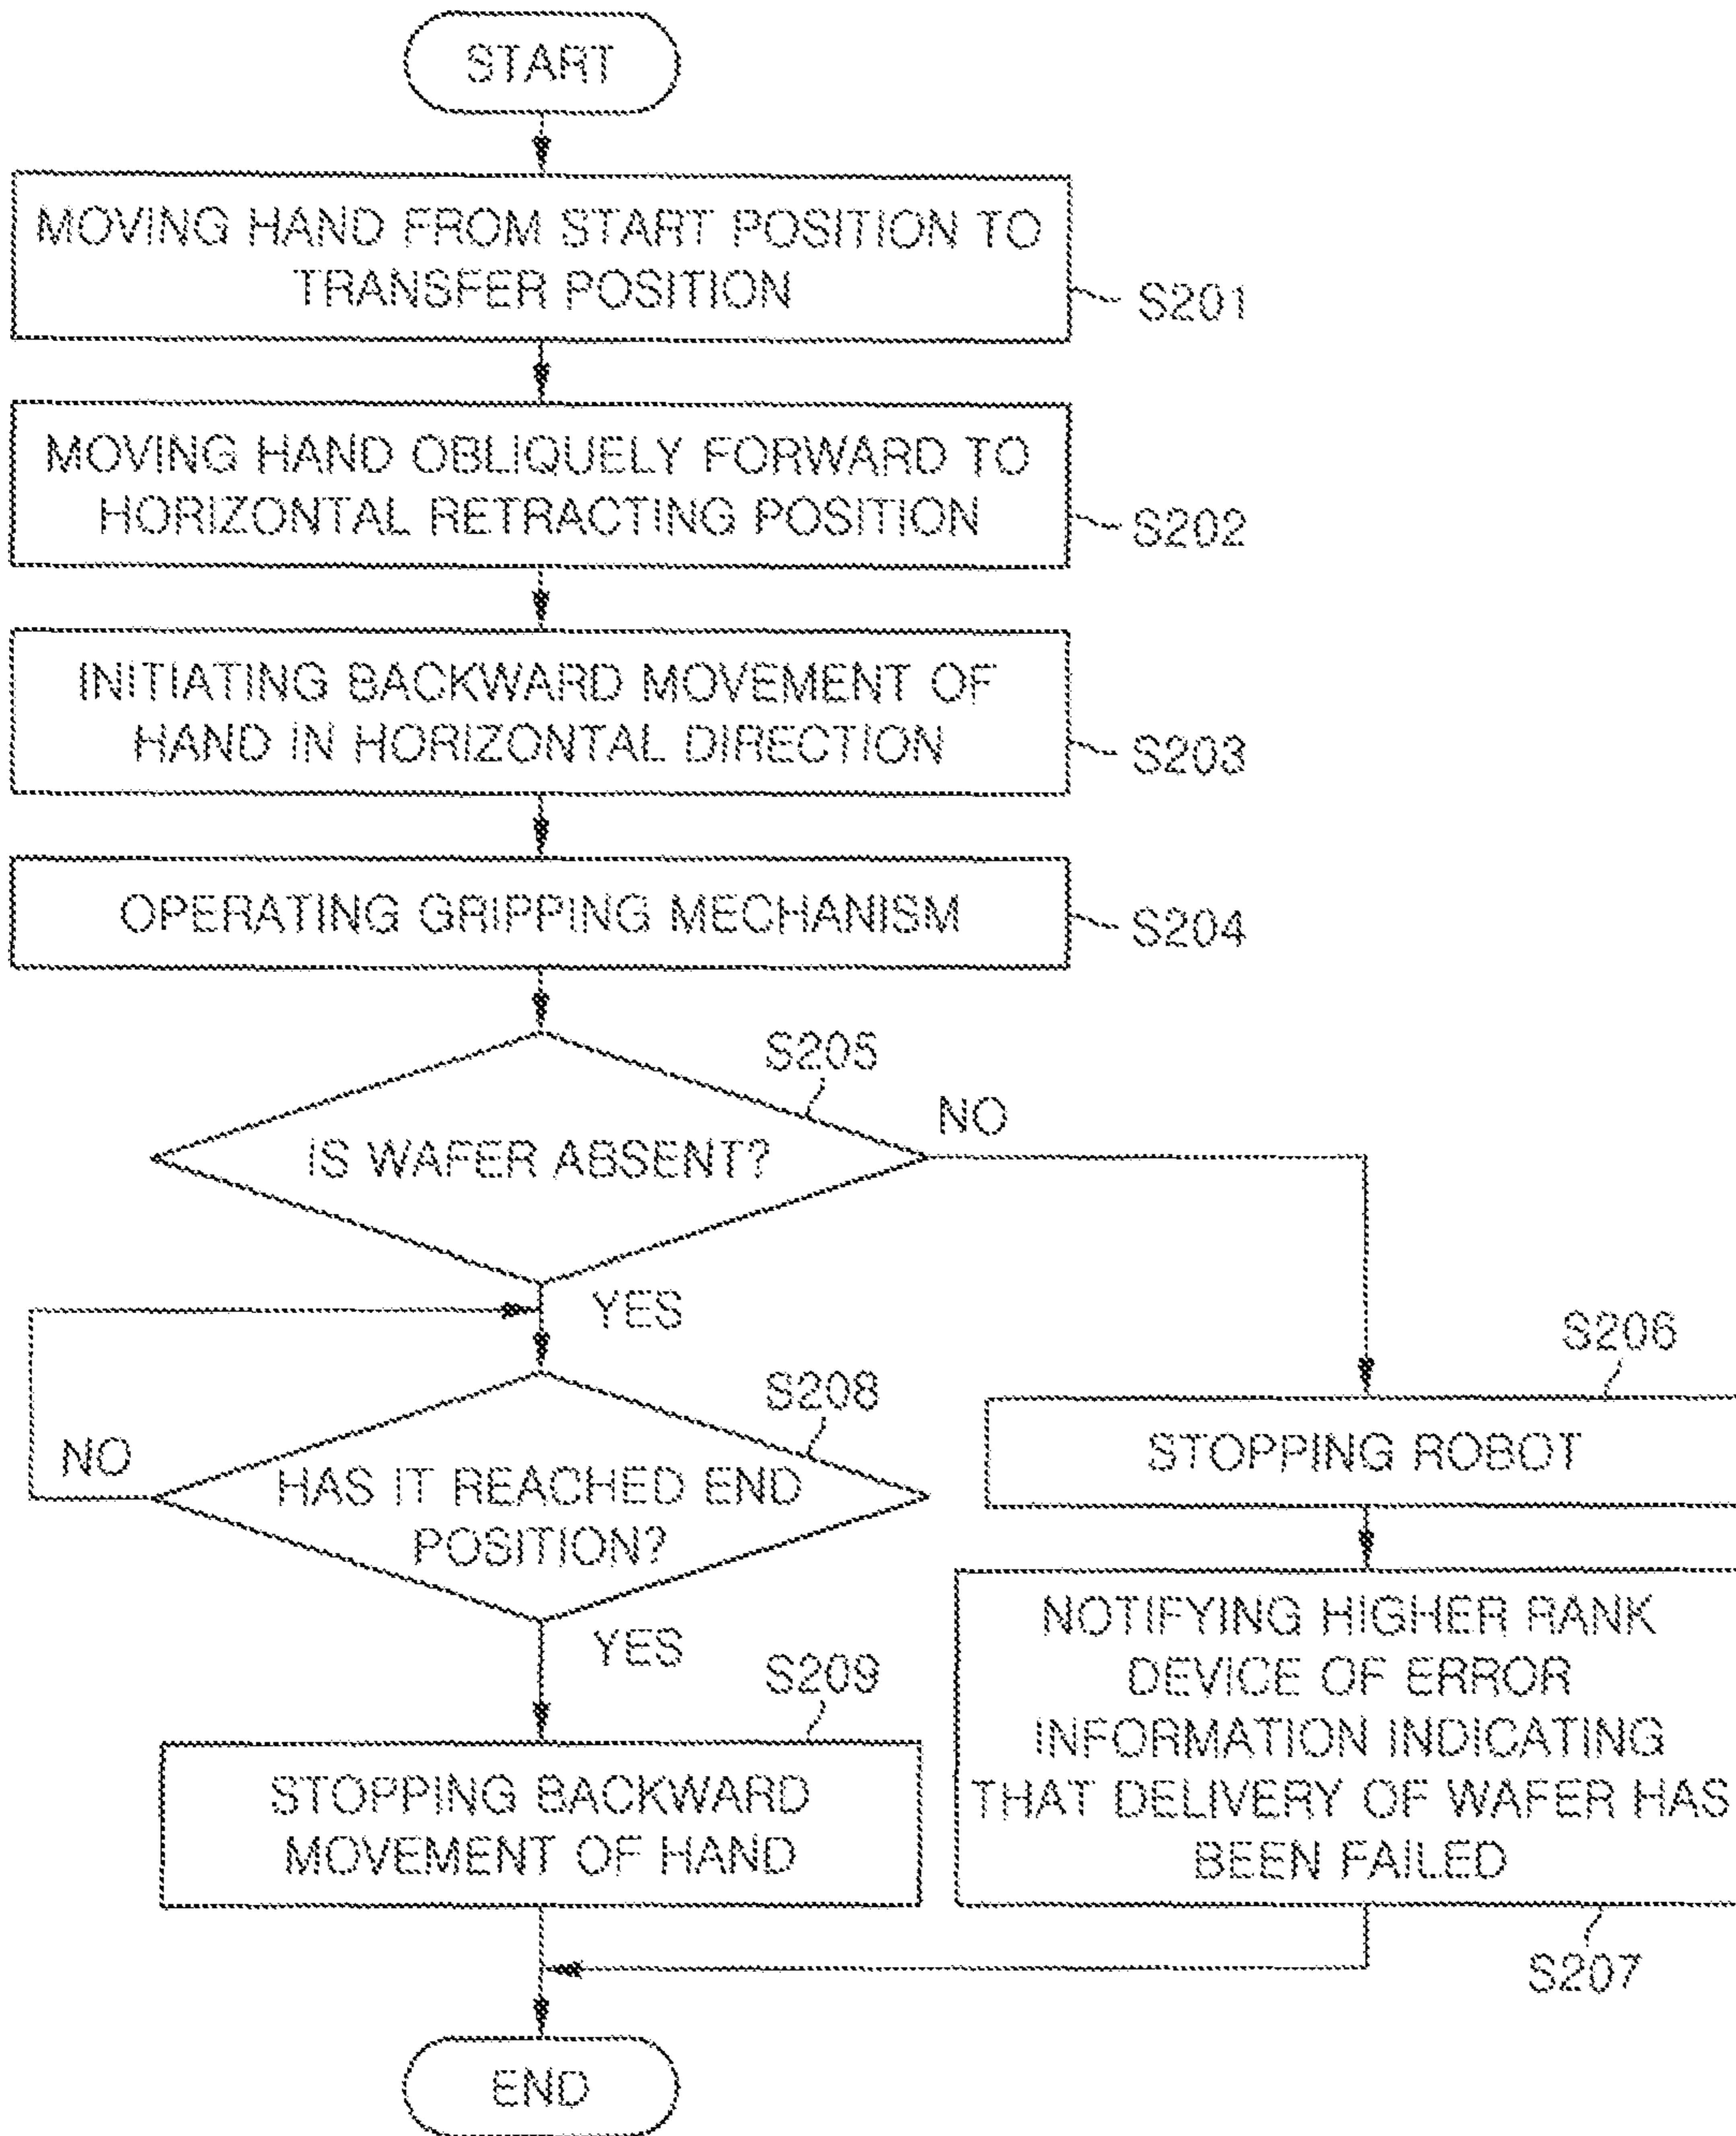 START
MOVING HAND FROM START POSITION TO
TRANSFER POSITION
S201
MOVING HAND OBLIQUELY FORWARD TO
HORIZONTAL RETRACTING POSITION
S202
INITIATING BACKWARD MOVEMENT OF
HAND IN HORIZONTAL DIRECTION
S203
OPERATING GRIPPING MECHANISM
S204
S205
IS WAFER ABSENT?
NO
YES
S206
STOPPING ROBOT
S208
NO
HAS IT REACHED END
POSITION?
YES
NOTIFYING HIGHER RANK
DEVICE OF ERROR
INFORMATION INDICATING
THAT DELIVERY OF WAFER HAS
BEEN FAILED
S207
S209
STOPPING BACKWARD
MOVEMENT OF HAND
END